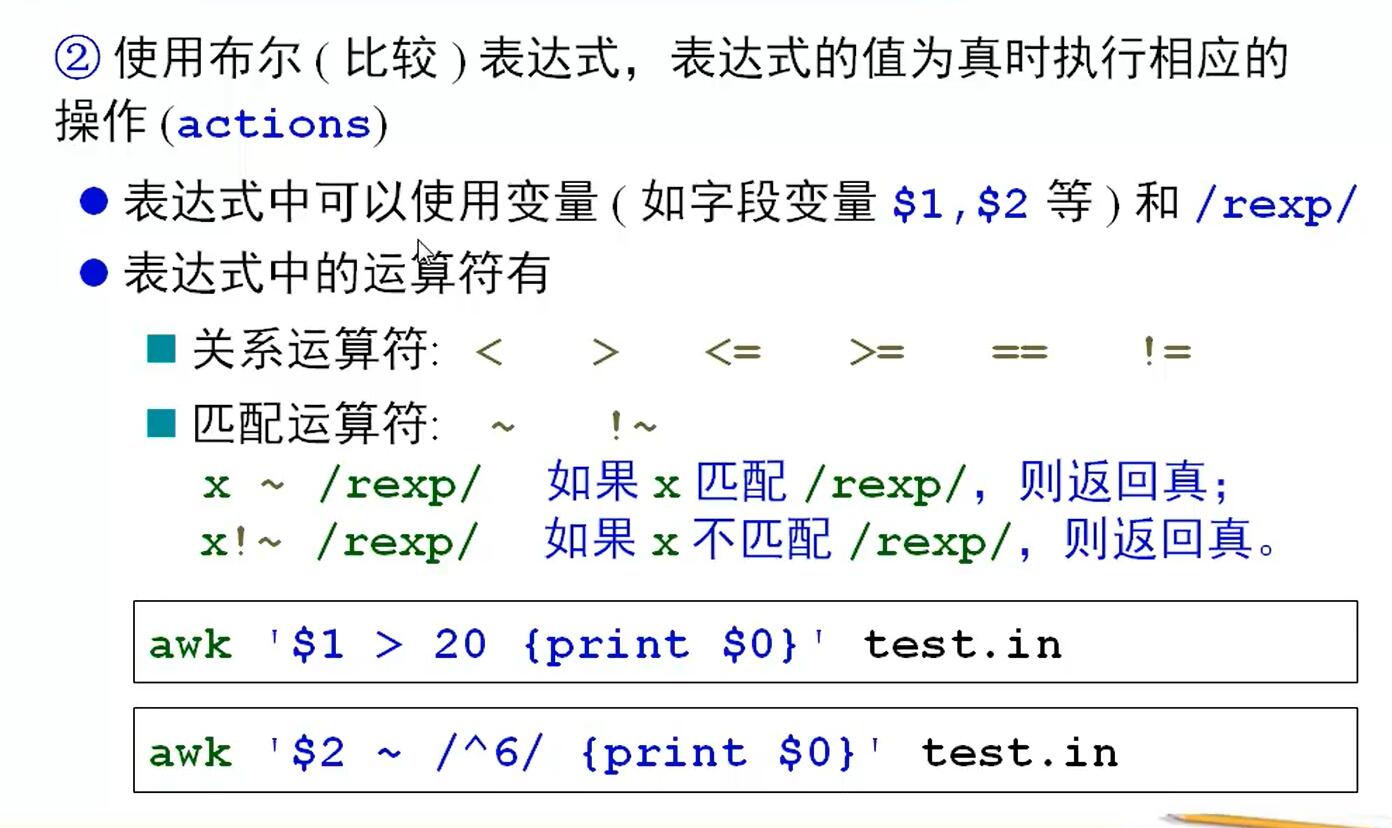 ② 使用布尔(比较)表达式，表达式的值为真时执行相应的
操作(actions)
● 表达式中可以使用变量(如字段变量 $1,$2 等)和 /rexp/
● 表达式中的运算符有
■ 关系运算符: < > <= >= == !=
■ 匹配运算符: ~ !~
x ~ /rexp/ 如果 x 匹配 /rexp/，则返回真；
x!~ /rexp/ 如果 x 不匹配 /rexp/，则返回真。
awk '$1 > 20 {print $0}' test.in
awk '$2 ~ /^6/ {print $0}' test.in